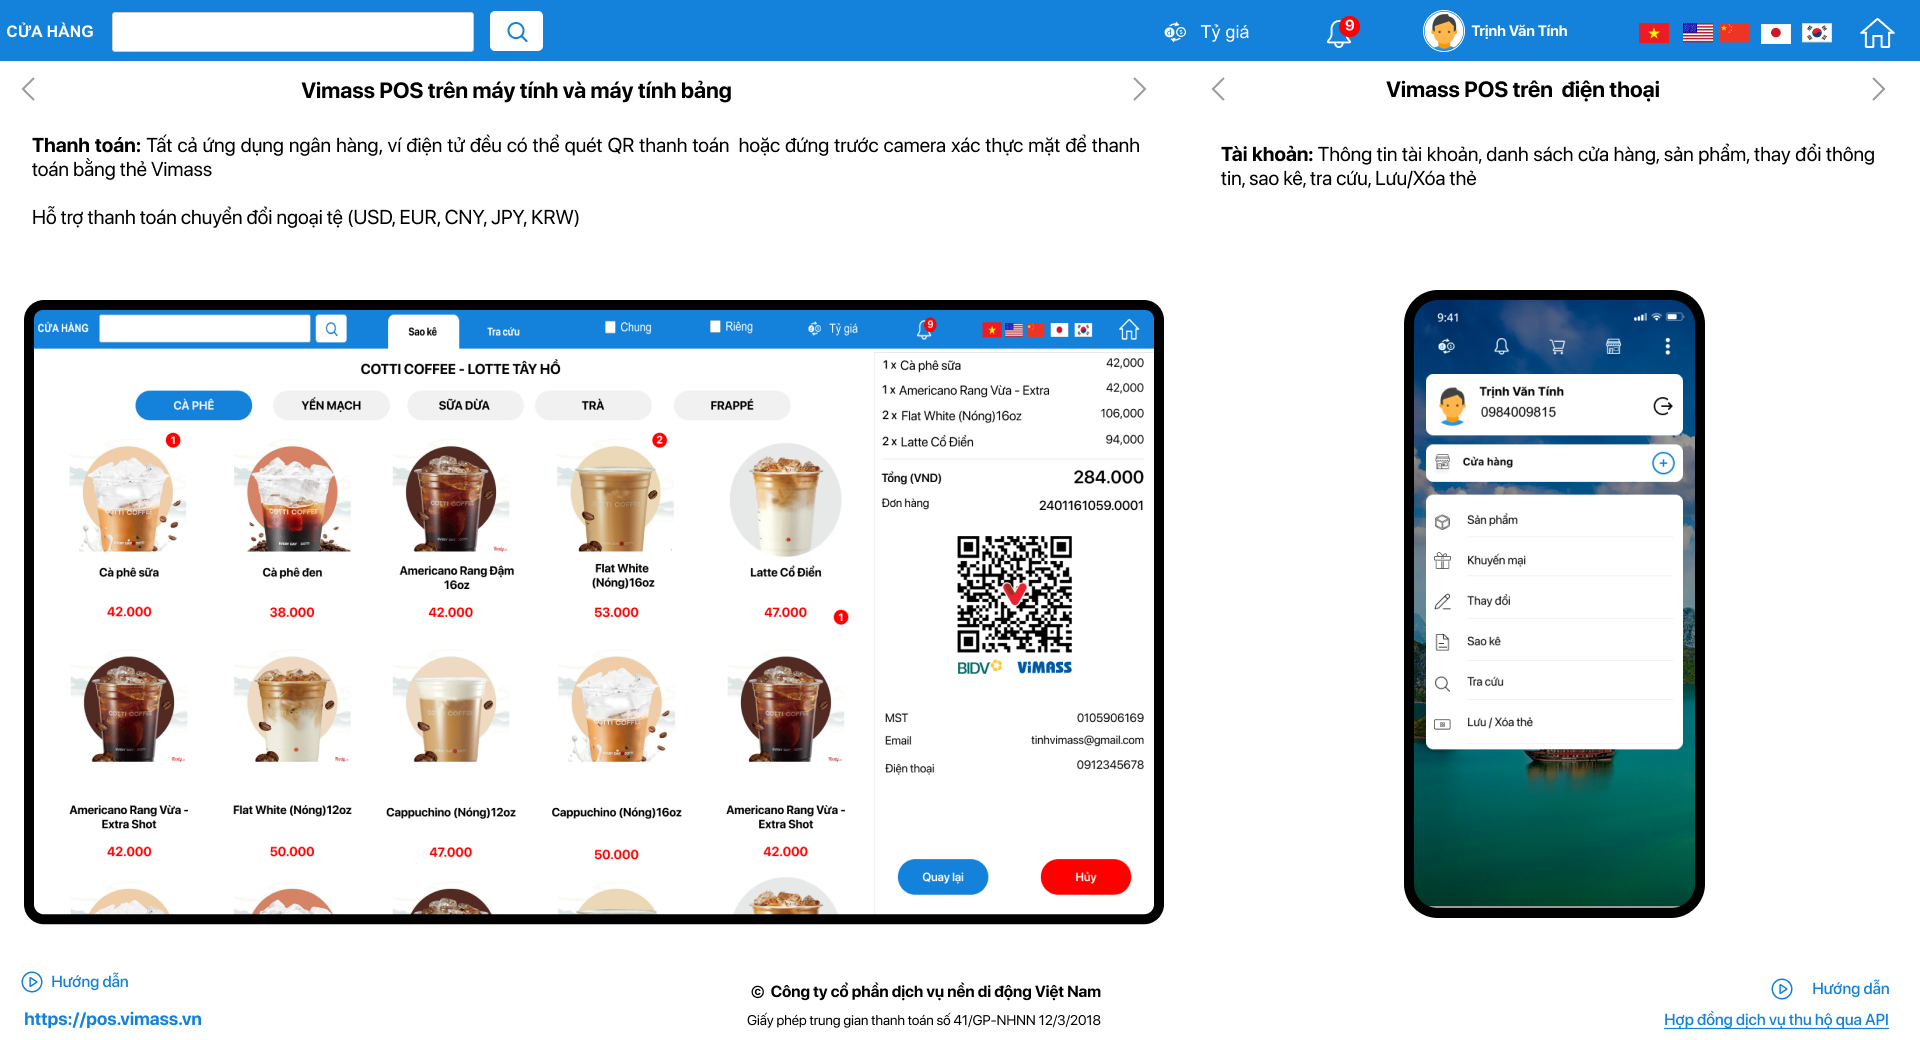 CỬA HÀNG
Tỷ giá
9
Trịnh Văn Tính
Vimass POS trên máy tính và máy tính bảng
Thanh toán: Tất cả ứng dụng ngân hàng, ví điện tử đều có thể quét QR thanh toán hoặc đứng trước camera xác thực mặt để thanh
toán bằng thẻ Vimass
Hỗ trợ thanh toán chuyển đổi ngoại tệ (USD, EUR, CNY, JPY, KRW)
CỬA HÀNG
Sao kê
Tra cứu
Chung
Riêng
Tỷ giá
9
COTTI COFFEE - LOTTE TÂY HỒ
CÀ PHÊ
YẾN MẠCH
SỮA DỪA
TRÀ
FRAPPÉ
1
2
Cà phê sữa
42.000
Cà phê đen
38.000
Americano Rang Đậm
16oz
42.000
Flat White
(Nóng)16oz
53.000
Latte Cổ Điển
47.000
1
Americano Rang Vừa -
Extra Shot
42.000
Flat White (Nóng)12oz
50.000
Cappuchino (Nóng)12oz
47.000
Cappuchino (Nóng)16oz
50.000
Americano Rang Vừa -
Extra Shot
42.000
1 x Cà phê sữa 42,000
1 x Americano Rang Vừa - Extra 42,000
2 x Flat White (Nóng)16oz 106,000
2 x Latte Cổ Điển 94,000
Tổng (VND) 284.000
Đơn hàng 2401161059.0001
BIDV ViMASS
MST 0105906169
Email tinhvimass@gmail.com
Điện thoại 0912345678
Quay lại
Hủy
Vimass POS trên điện thoại
Tài khoản: Thông tin tài khoản, danh sách cửa hàng, sản phẩm, thay đổi thông
tin, sao kê, tra cứu, Lưu/Xóa thẻ
9:41
Trịnh Văn Tính
0984009815
Cửa hàng
Sản phẩm
Khuyến mại
Thay đổi
Sao kê
Tra cứu
Lưu / Xóa thẻ
Hướng dẫn
https://pos.vimass.vn
© Công ty cổ phần dịch vụ nền di động Việt Nam
Giấy phép trung gian thanh toán số 41/GP-NHNN 12/3/2018
Hướng dẫn
Hợp đồng dịch vụ thu hộ qua API